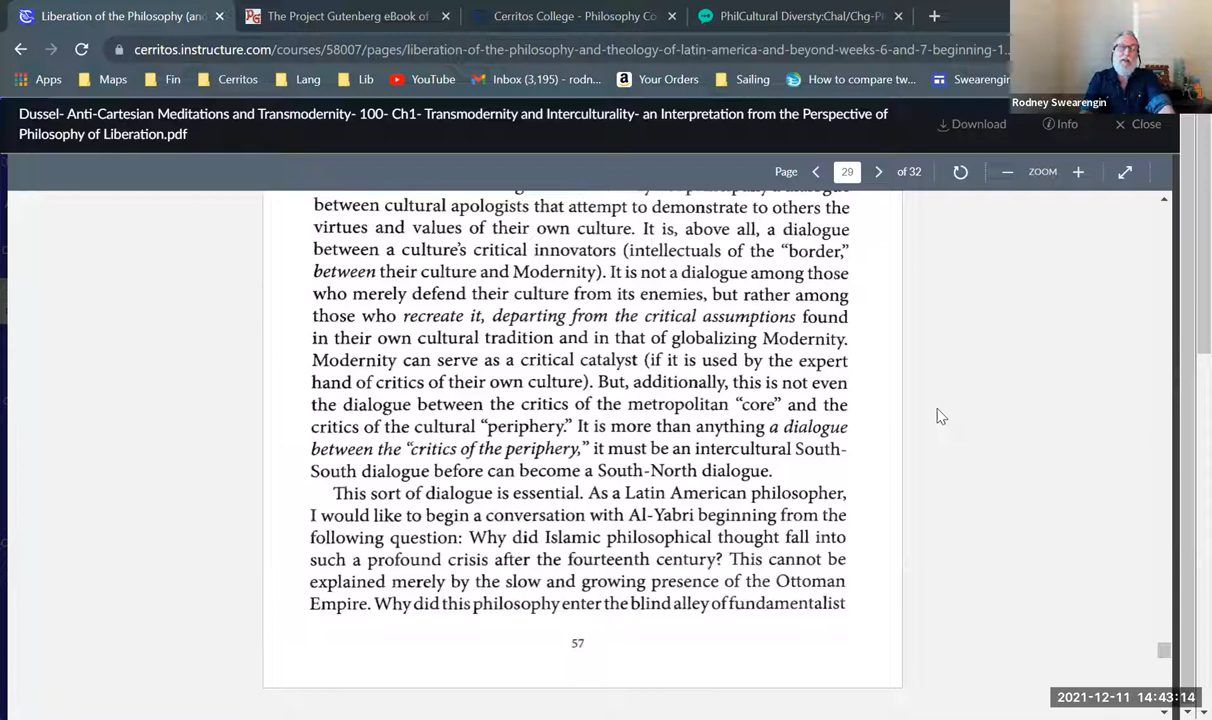 Liberation of the Philosophy (an
The Project Gutenberg eBook of
Cerritos College - Philosophy Co
PhilCultural Diversty:Chal/Chg-P
cerritos.instructure.com/courses/58007/pages/liberation-of-the-philosophy-and-theology-of-latin-america-and-beyond-weeks-6-and-7-beginning-1...
Apps Maps Fin Cerritos Lang Lib YouTube Inbox (3,195) - rodn... Your Orders Sailing How to compare tw... Swearengin
Rodney Swearengin
Dussel- Anti-Cartesian Meditations and Transmodernity- 100- Ch1- Transmodernity and Interculturality- an Interpretation from the Perspective of
Philosophy of Liberation.pdf
Download Info Close
Page 29 of 32 ZOOM
between cultural apologists that attempt to demonstrate to others the
virtues and values of their own culture. It is, above all, a dialogue
between a culture's critical innovators (intellectuals of the "border,"
between their culture and Modernity). It is not a dialogue among those
who merely defend their culture from its enemies, but rather among
those who recreate it, departing from the critical assumptions found
in their own cultural tradition and in that of globalizing Modernity.
Modernity can serve as a critical catalyst (if it is used by the expert
hand of critics of their own culture). But, additionally, this is not even
the dialogue between the critics of the metropolitan "core" and the
critics of the cultural "periphery." It is more than anything a dialogue
between the "critics of the periphery," it must be an intercultural South-
South dialogue before can become a South-North dialogue.
This sort of dialogue is essential. As a Latin American philosopher,
I would like to begin a conversation with Al-Yabri beginning from the
following question: Why did Islamic philosophical thought fall into
such a profound crisis after the fourteenth century? This cannot be
explained merely by the slow and growing presence of the Ottoman
Empire. Why did this philosophy enter the blind alley of fundamentalist
57
2021-12-11 14:43:14